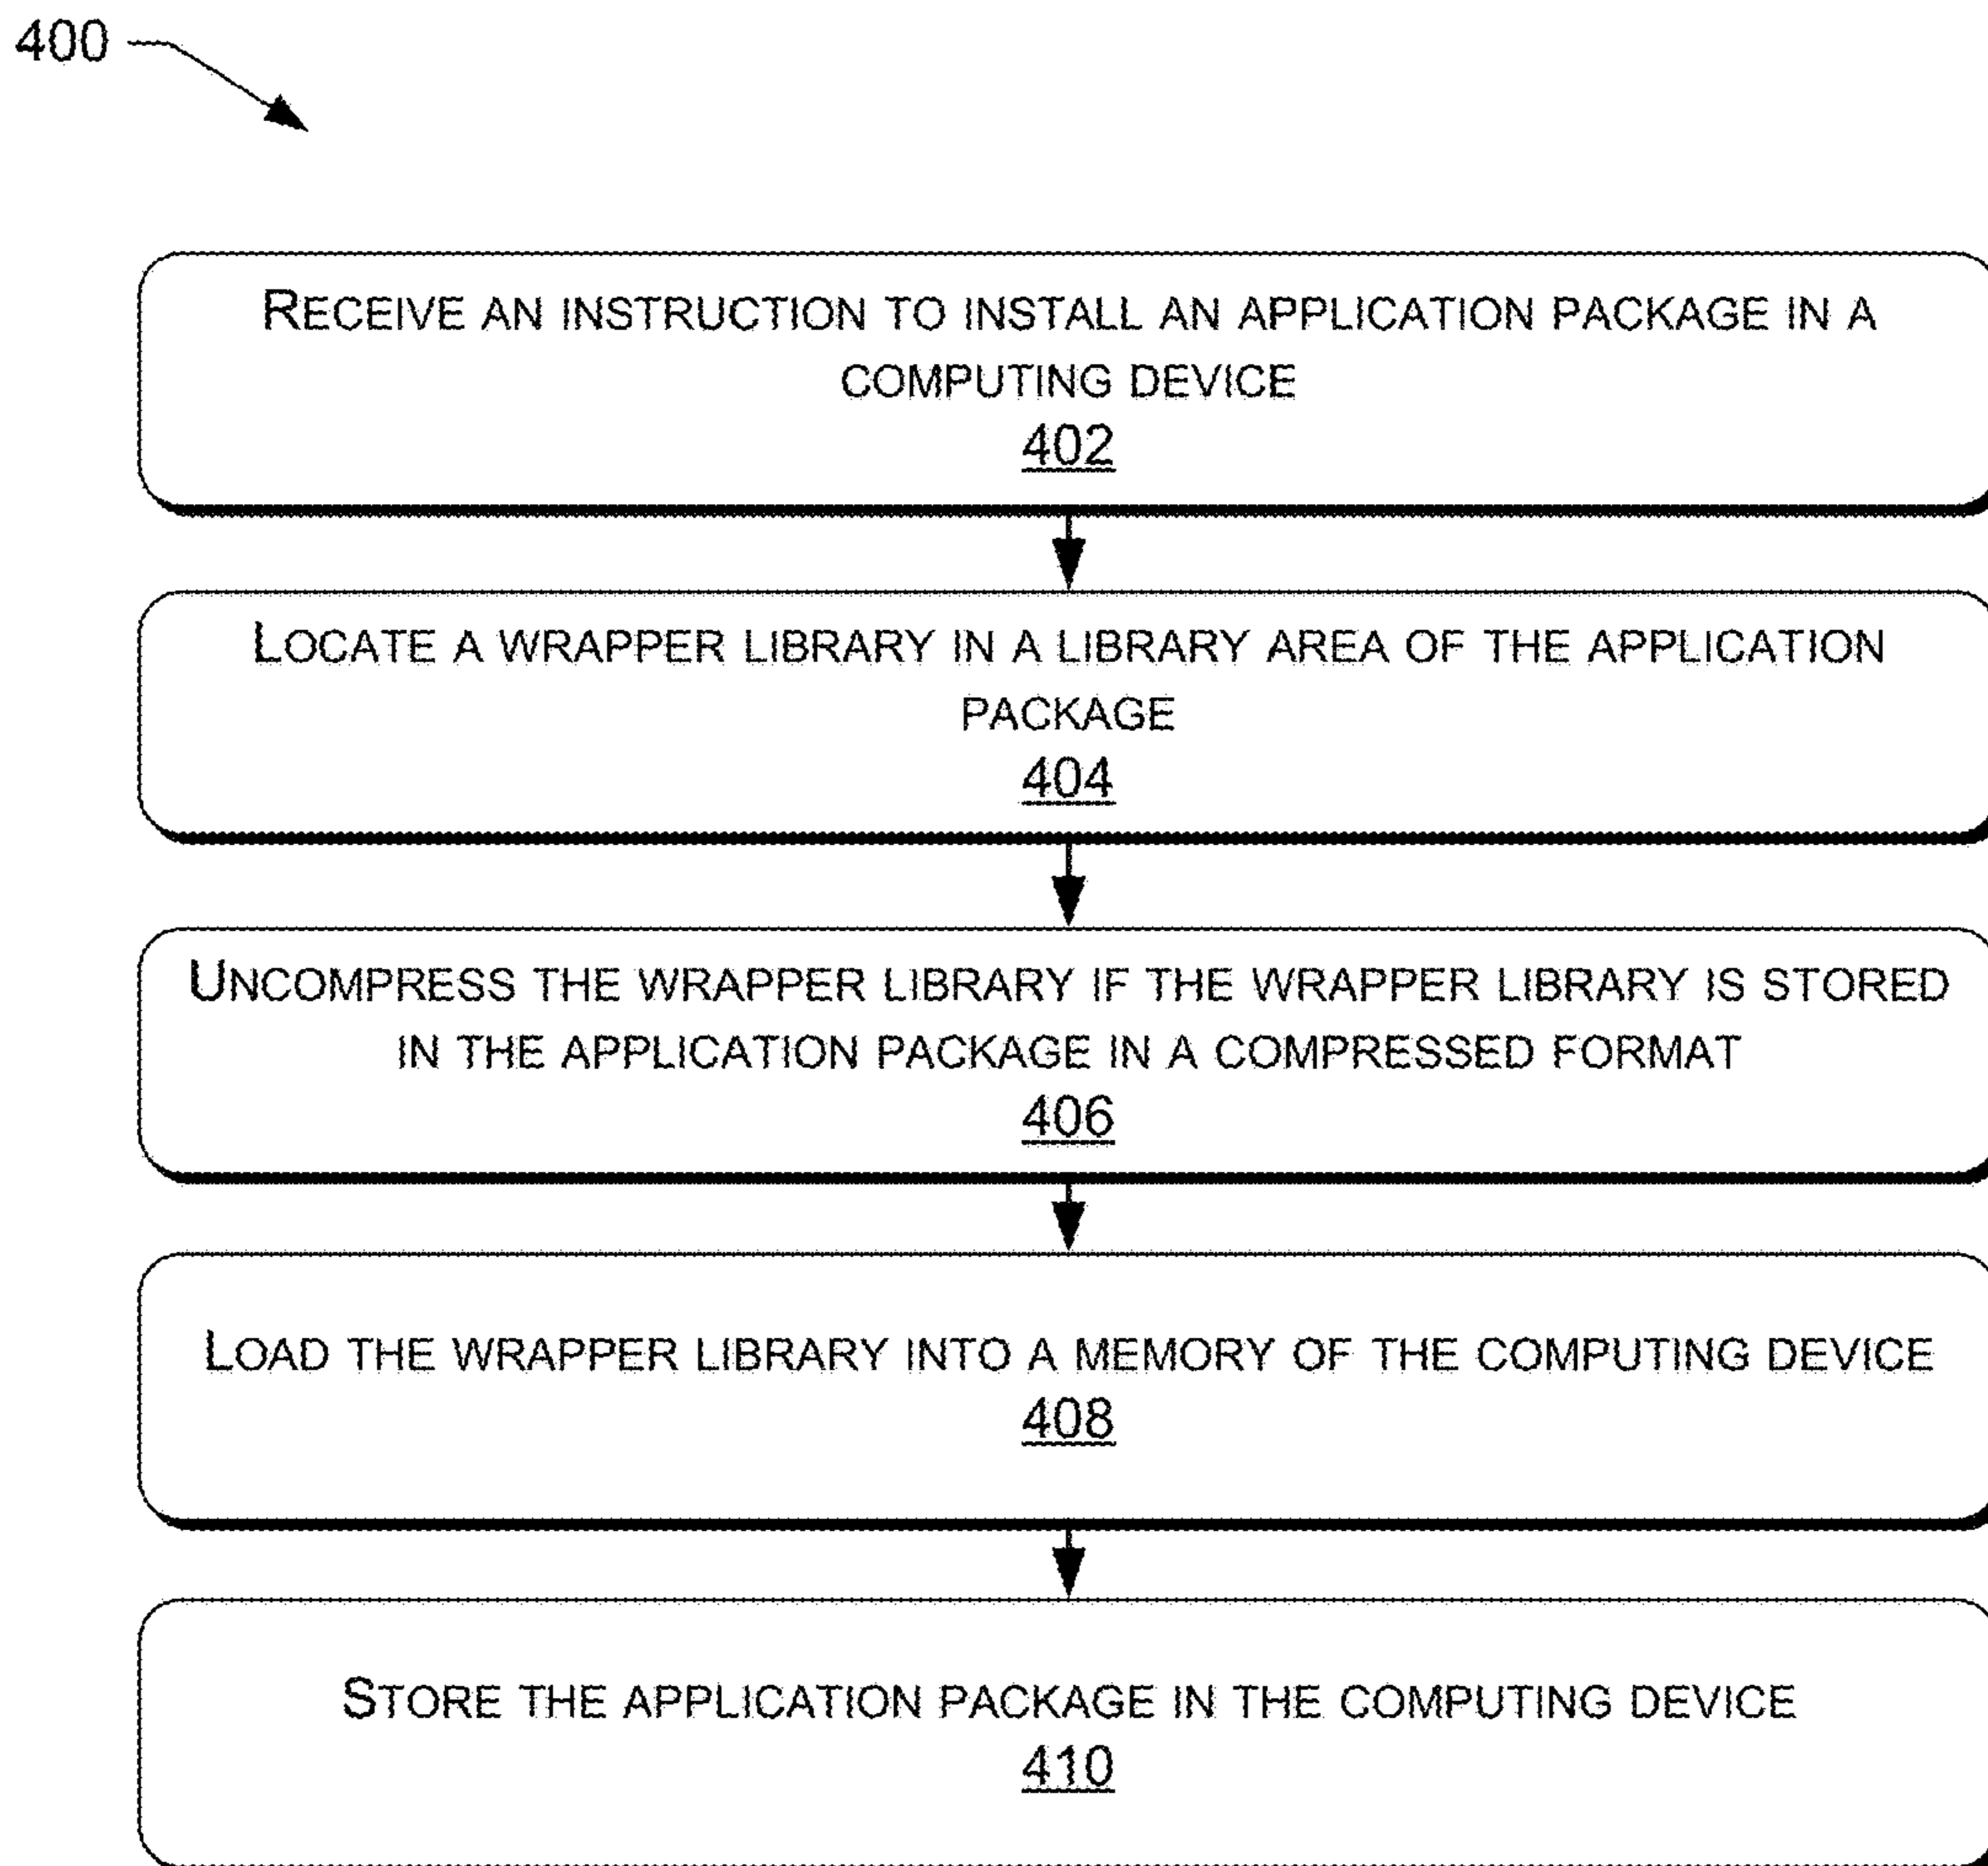 400
RECEIVE AN INSTRUCTION TO INSTALL AN APPLICATION PACKAGE IN A
COMPUTING DEVICE
402
LOCATE A WRAPPER LIBRARY IN A LIBRARY AREA OF THE APPLICATION
PACKAGE
404
UNCOMPRESS THE WRAPPER LIBRARY IF THE WRAPPER LIBRARY IS STORED
IN THE APPLICATION PACKAGE IN A COMPRESSED FORMAT
406
LOAD THE WRAPPER LIBRARY INTO A MEMORY OF THE COMPUTING DEVICE
408
STORE THE APPLICATION PACKAGE IN THE COMPUTING DEVICE
410